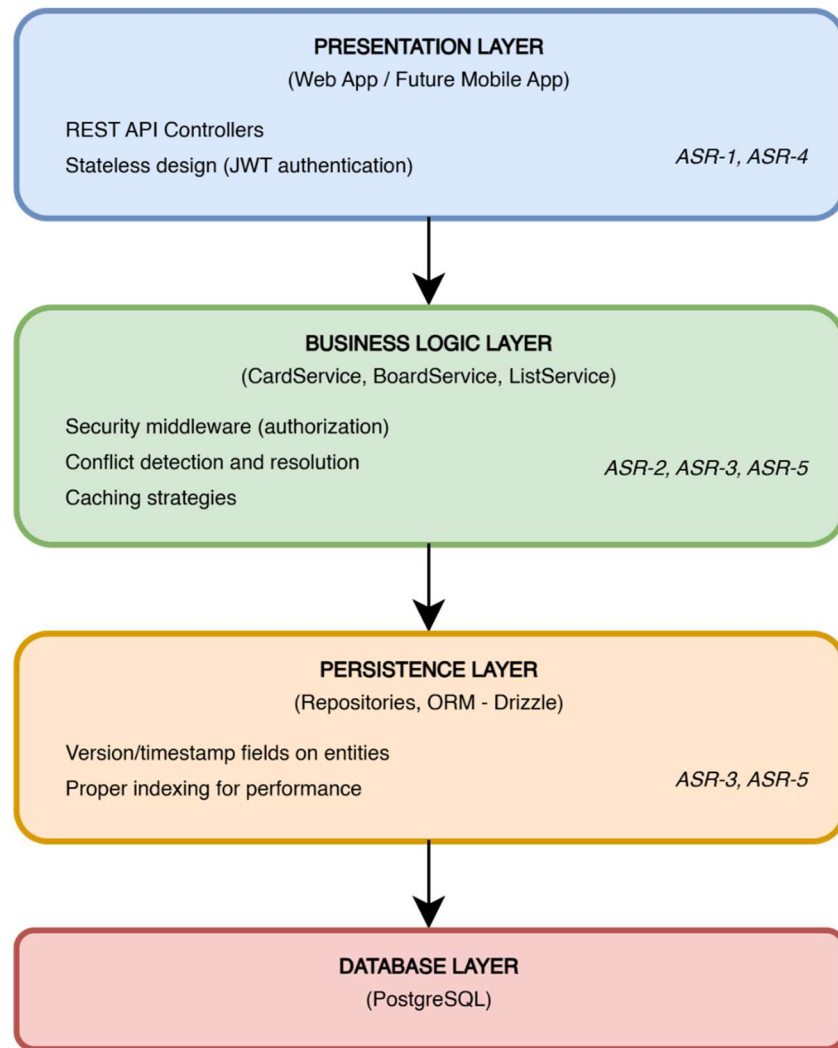 PRESENTATION LAYER
(Web App / Future Mobile App)
REST API Controllers
Stateless design (JWT authentication)
ASR-1, ASR-4
BUSINESS LOGIC LAYER
(CardService, BoardService, ListService)
Security middleware (authorization)
Conflict detection and resolution
Caching strategies
ASR-2, ASR-3, ASR-5
PERSISTENCE LAYER
(Repositories, ORM - Drizzle)
Version/timestamp fields on entities
Proper indexing for performance
ASR-3, ASR-5
DATABASE LAYER
(PostgreSQL)